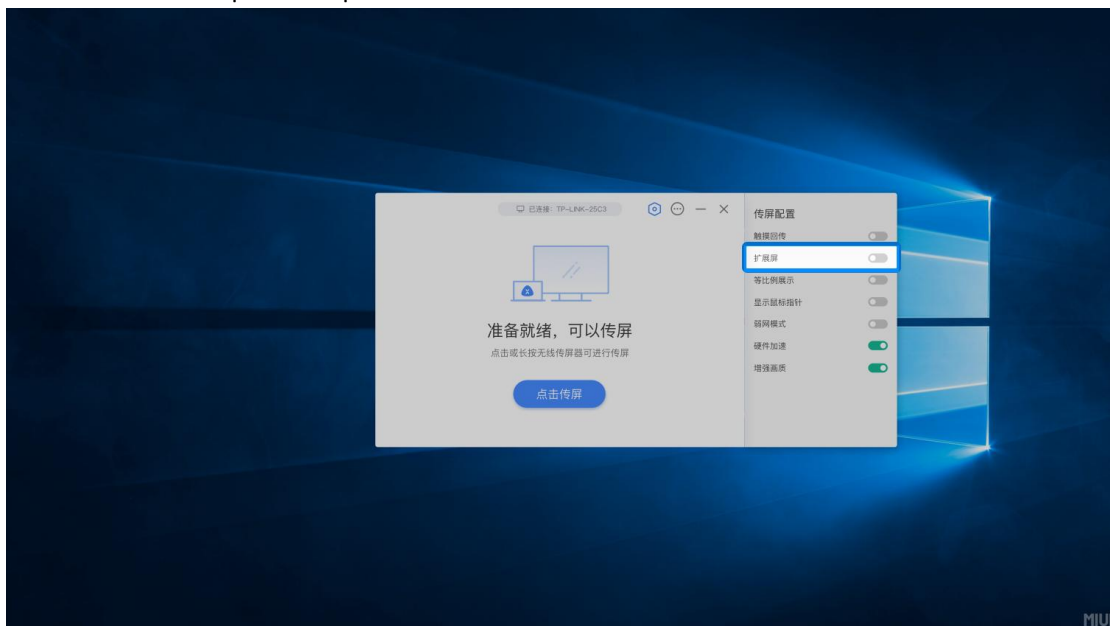 已连接: TP-LINK-25C3
准备就绪，可以传屏
点击或长按无线传屏器可进行传屏
点击传屏
传屏配置
触摸回传
扩展屏
等比例展示
显示鼠标指针
弱网模式
硬件加速
增强画质
MIU